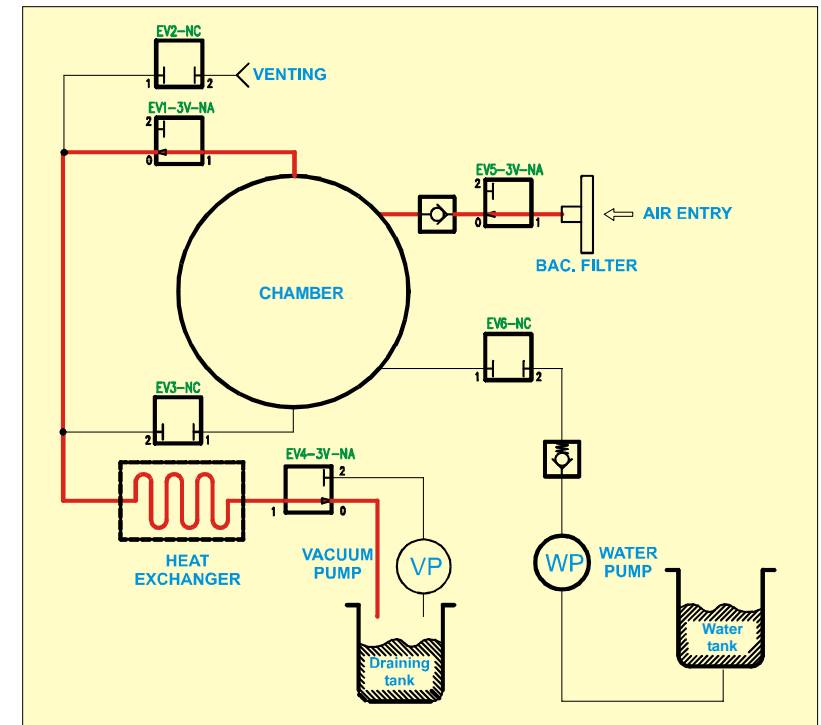 EV2-NC
1
2
VENTING
EV1-3V-NA
2
0
1
EV5-3V-NA
2
0
1
AIR ENTRY
BAC. FILTER
CHAMBER
EV6-NC
1
2
EV3-NC
2
1
EV4-3V-NA
2
1
0
HEAT
EXCHANGER
VACUUM
PUMP
VP
WP
WATER
PUMP
Draining
tank
Water
tank